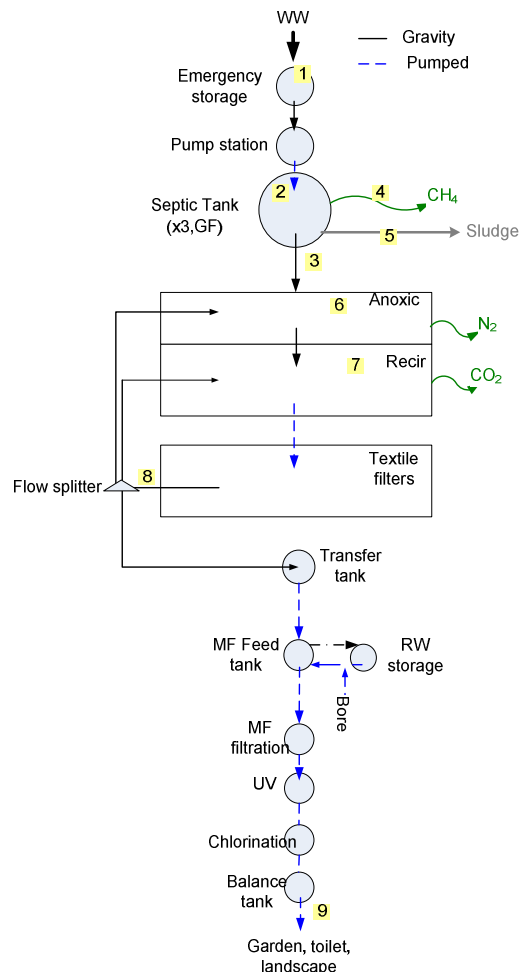 WW
Gravity
Pumped
1
Emergency
storage
Pump station
2
Septic Tank
(x3,GF)
4
CH4
5
Sludge
3
6
Anoxic
N2
7
Recir
CO2
Textile
filters
8
Flow splitter
Transfer
tank
MF Feed
tank
RW
storage
Bore
MF
filtration
UV
Chlorination
Balance
tank
9
Garden, toilet,
landscape